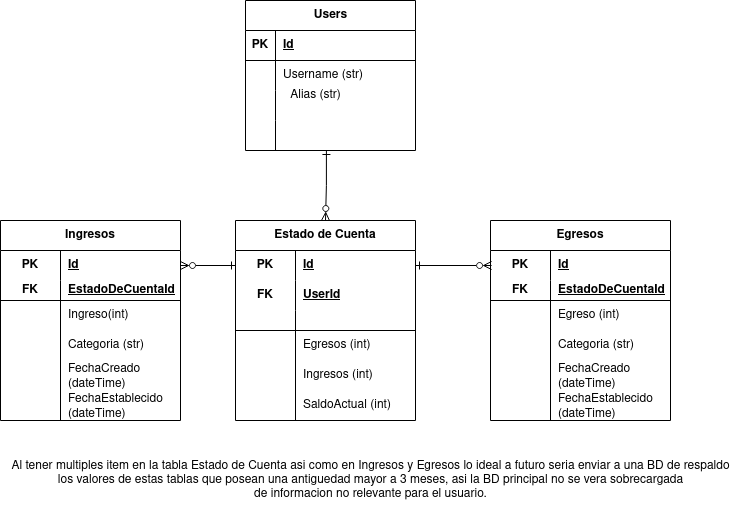 Users
PK Id
Username (str)
Alias (str)
Ingresos
PK Id
FK EstadoDeCuentaId
Ingreso(int)
Categoria (str)
FechaCreado
(dateTime)
FechaEstablecido
(dateTime)
Estado de Cuenta
PK Id
FK UserId
Egresos (int)
Ingresos (int)
SaldoActual (int)
Egresos
PK Id
FK EstadoDeCuentaId
Egreso (int)
Categoria (str)
FechaCreado
(dateTime)
FechaEstablecido
(dateTime)
Al tener multiples item en la tabla Estado de Cuenta asi como en Ingresos y Egresos lo ideal a futuro seria enviar a una BD de respaldo
los valores de estas tablas que posean una antiguedad mayor a 3 meses, asi la BD principal no se vera sobrecargada
de informacion no relevante para el usuario.